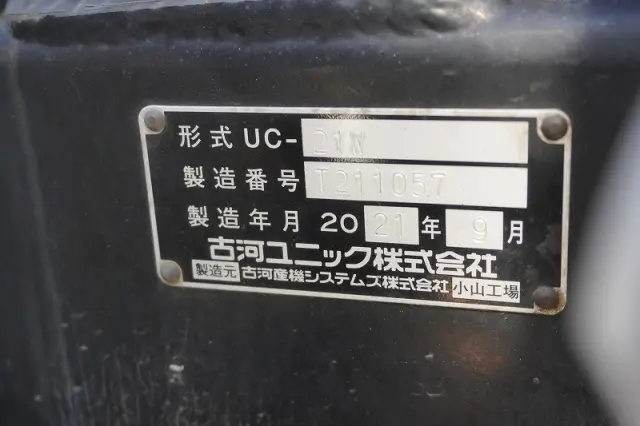 形式 UC-21N
製造番号 T211057
製造年月 2021年 9月
古河ユニック株式会社
製造元 古河産機システムズ株式会社 小山工場